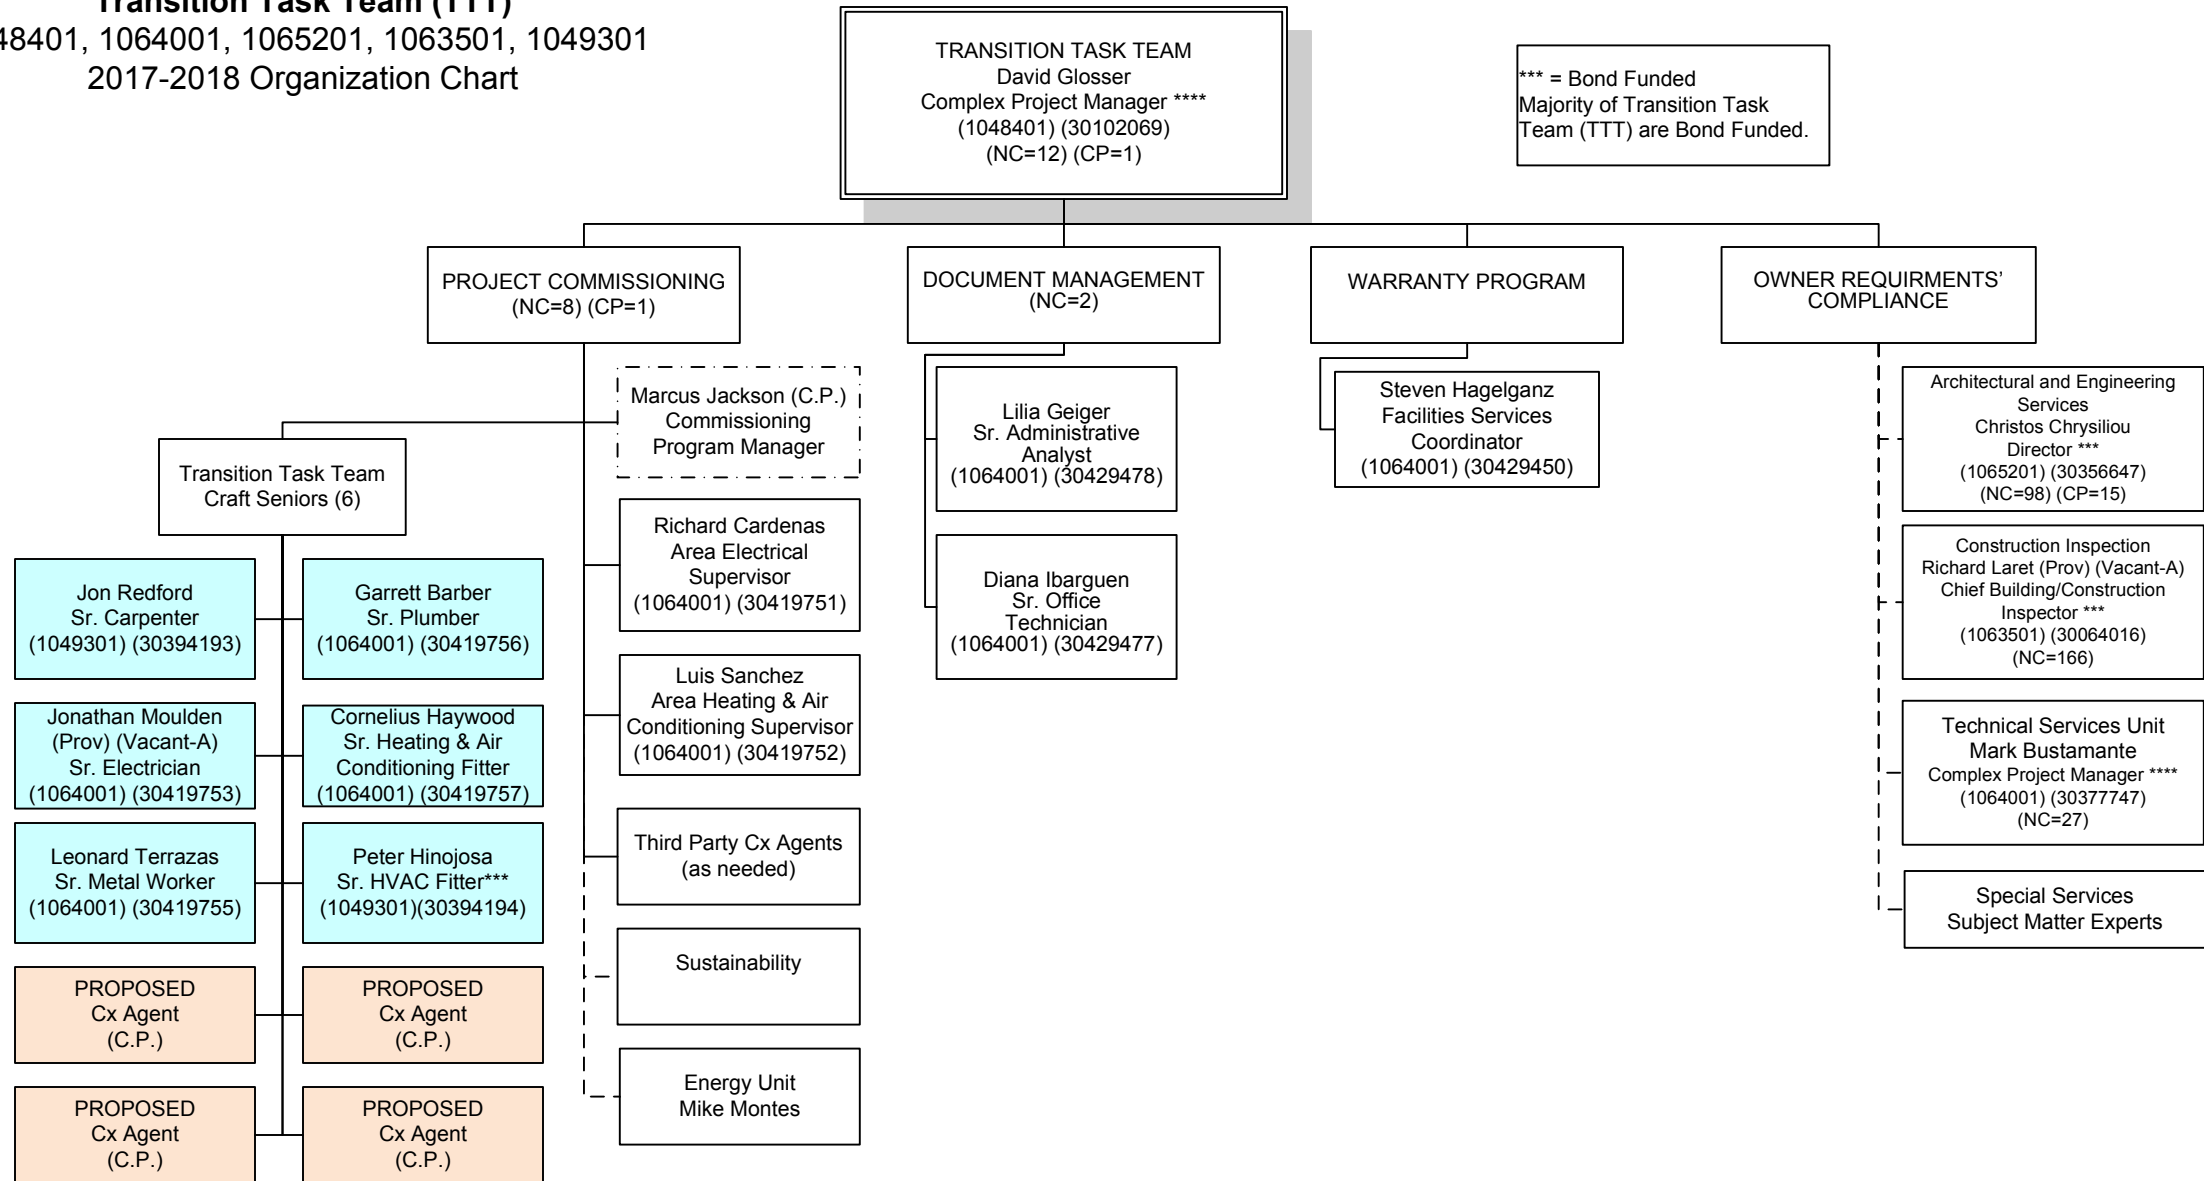 Transition Task Team (TTT)
48401, 1064001, 1065201, 1063501, 1049301
2017-2018 Organization Chart
TRANSITION TASK TEAM
David Glosser
Complex Project Manager ****
(1048401) (30102069)
(NC=12) (CP=1)
*** = Bond Funded
Majority of Transition Task
Team (TTT) are Bond Funded.
PROJECT COMMISSIONING
(NC=8) (CP=1)
DOCUMENT MANAGEMENT
(NC=2)
WARRANTY PROGRAM
OWNER REQUIRMENTS'
COMPLIANCE
Marcus Jackson (C.P.)
Commissioning
Program Manager
Transition Task Team
Craft Seniors (6)
Jon Redford
Sr. Carpenter
(1049301) (30394193)
Garrett Barber
Sr. Plumber
(1064001) (30419756)
Jonathan Moulden
(Prov) (Vacant-A)
Sr. Electrician
(1064001) (30419753)
Cornelius Haywood
Sr. Heating & Air
Conditioning Fitter
(1064001) (30419757)
Leonard Terrazas
Sr. Metal Worker
(1064001) (30419755)
Peter Hinojosa
Sr. HVAC Fitter***
(1049301)(30394194)
PROPOSED
Cx Agent
(C.P.)
PROPOSED
Cx Agent
(C.P.)
PROPOSED
Cx Agent
(C.P.)
PROPOSED
Cx Agent
(C.P.)
Richard Cardenas
Area Electrical
Supervisor
(1064001) (30419751)
Luis Sanchez
Area Heating & Air
Conditioning Supervisor
(1064001) (30419752)
Third Party Cx Agents
(as needed)
Sustainability
Energy Unit
Mike Montes
Lilia Geiger
Sr. Administrative
Analyst
(1064001) (30429478)
Diana Ibarguen
Sr. Office
Technician
(1064001) (30429477)
Steven Hagelganz
Facilities Services
Coordinator
(1064001) (30429450)
Architectural and Engineering
Services
Christos Chrysiliou
Director ***
(1065201) (30356647)
(NC=98) (CP=15)
Construction Inspection
Richard Laret (Prov) (Vacant-A)
Chief Building/Construction
Inspector ***
(1063501) (30064016)
(NC=166)
Technical Services Unit
Mark Bustamante
Complex Project Manager ****
(1064001) (30377747)
(NC=27)
Special Services
Subject Matter Experts